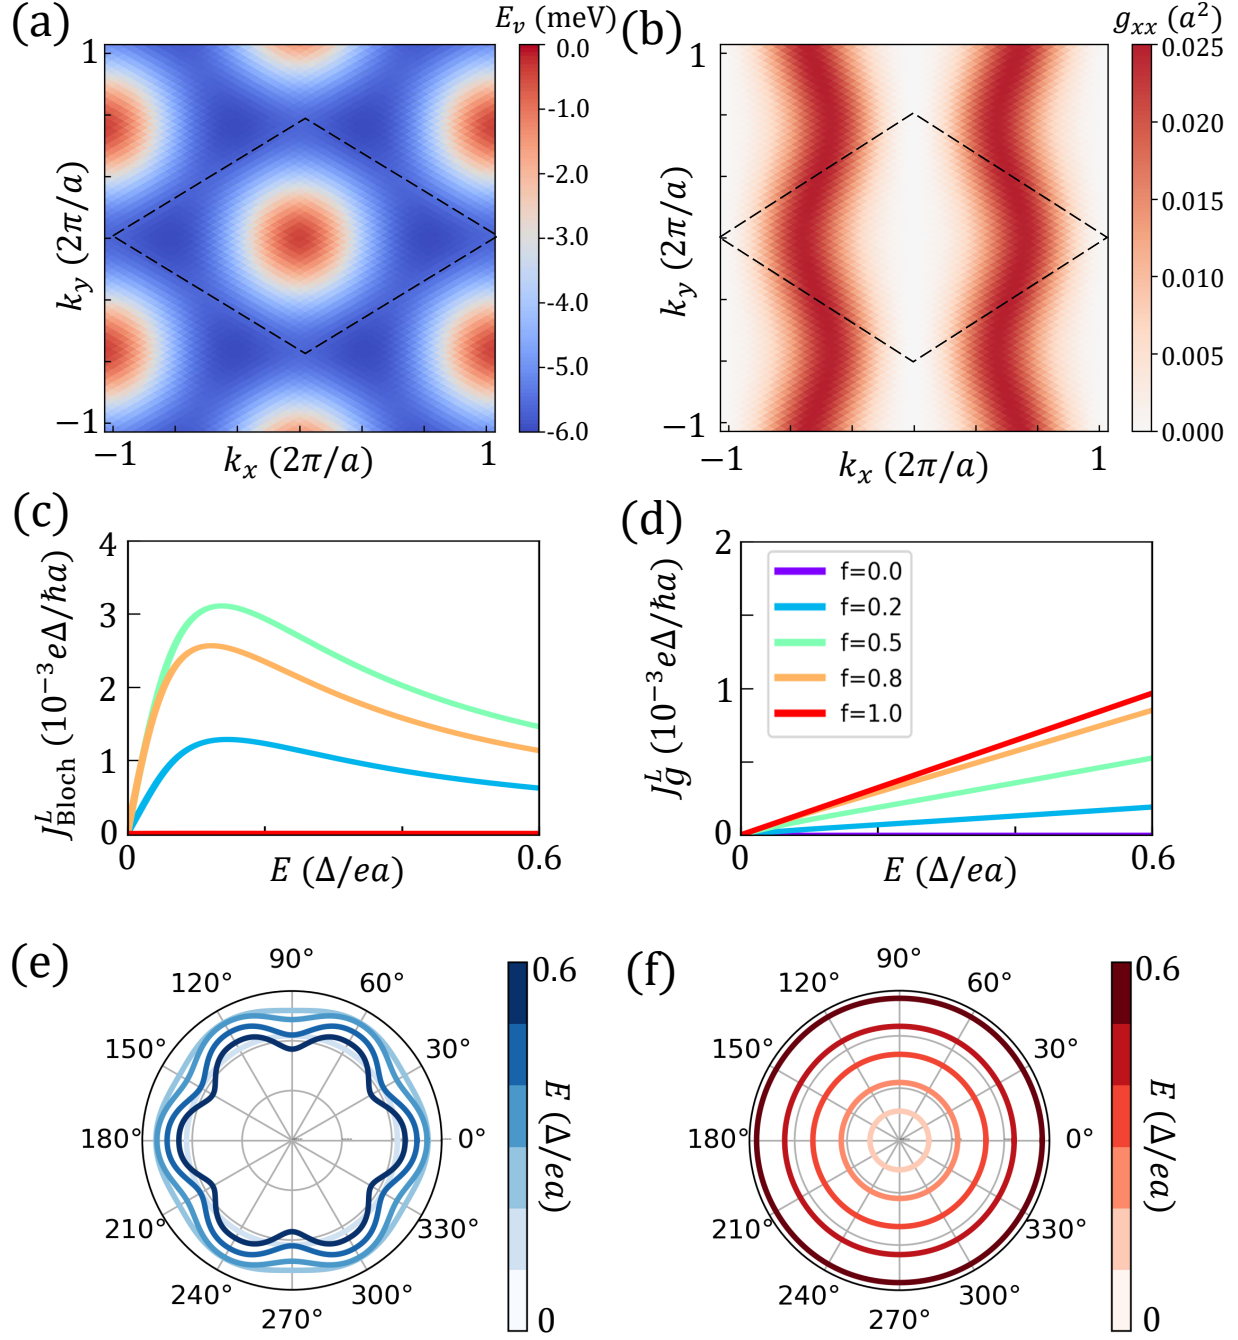 (a)
E_v (meV)
1
k_y (2π/a)
−1
−1
k_x (2π/a)
1
0.0
-1.0
-2.0
-3.0
-4.0
-5.0
-6.0
(b)
g_xx (a²)
1
k_y (2π/a)
−1
−1
k_x (2π/a)
1
0.025
0.020
0.015
0.010
0.005
0.000
(c)
J^L_Bloch (10⁻³eΔ/ℏa)
4
3
2
1
0
0
E (Δ/ea)
0.6
(d)
J^L_g (10⁻³eΔ/ℏa)
2
1
0
f=0.0
f=0.2
f=0.5
f=0.8
f=1.0
0
E (Δ/ea)
0.6
(e)
90°
120°
60°
150°
30°
180°
0°
210°
330°
240°
300°
270°
0.6
E (Δ/ea)
0
(f)
90°
120°
60°
150°
30°
180°
0°
210°
330°
240°
300°
270°
0.6
E (Δ/ea)
0